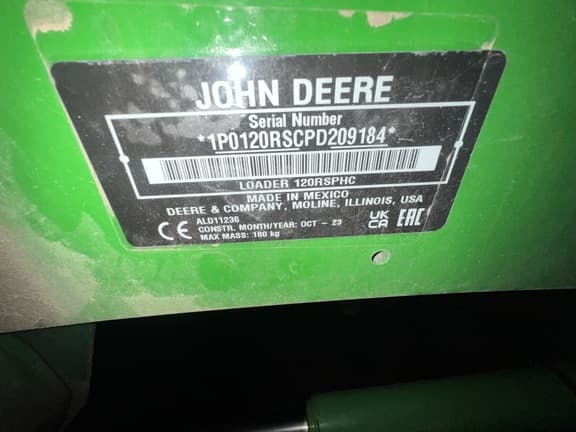 JOHN DEERE
Serial Number
*1P0120RSCPD209184*
LOADER 120RSPHC
MADE IN MEXICO
DEERE & COMPANY, MOLINE, ILLINOIS, USA
ALD11236
CONSTR. MONTH/YEAR: OCT - 23
MAX MASS: 180 kg
CE
UK
CA
EAC